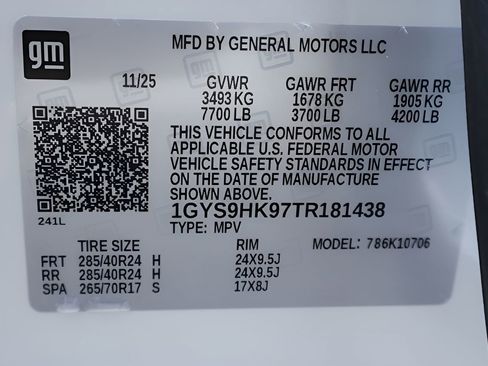 gm
MFD BY GENERAL MOTORS LLC
11/25 GVWR GAWR FRT GAWR RR
3493 KG 1678 KG 1905 KG
7700 LB 3700 LB 4200 LB
THIS VEHICLE CONFORMS TO ALL
APPLICABLE U.S. FEDERAL MOTOR
VEHICLE SAFETY STANDARDS IN EFFECT
ON THE DATE OF MANUFACTURE
SHOWN ABOVE.
1GYS9HK97TR181438
241L TYPE: MPV
TIRE SIZE RIM MODEL: 786K10706
FRT 285/40R24 H 24X9.5J
RR 285/40R24 H 24X9.5J
SPA 265/70R17 S 17X8J